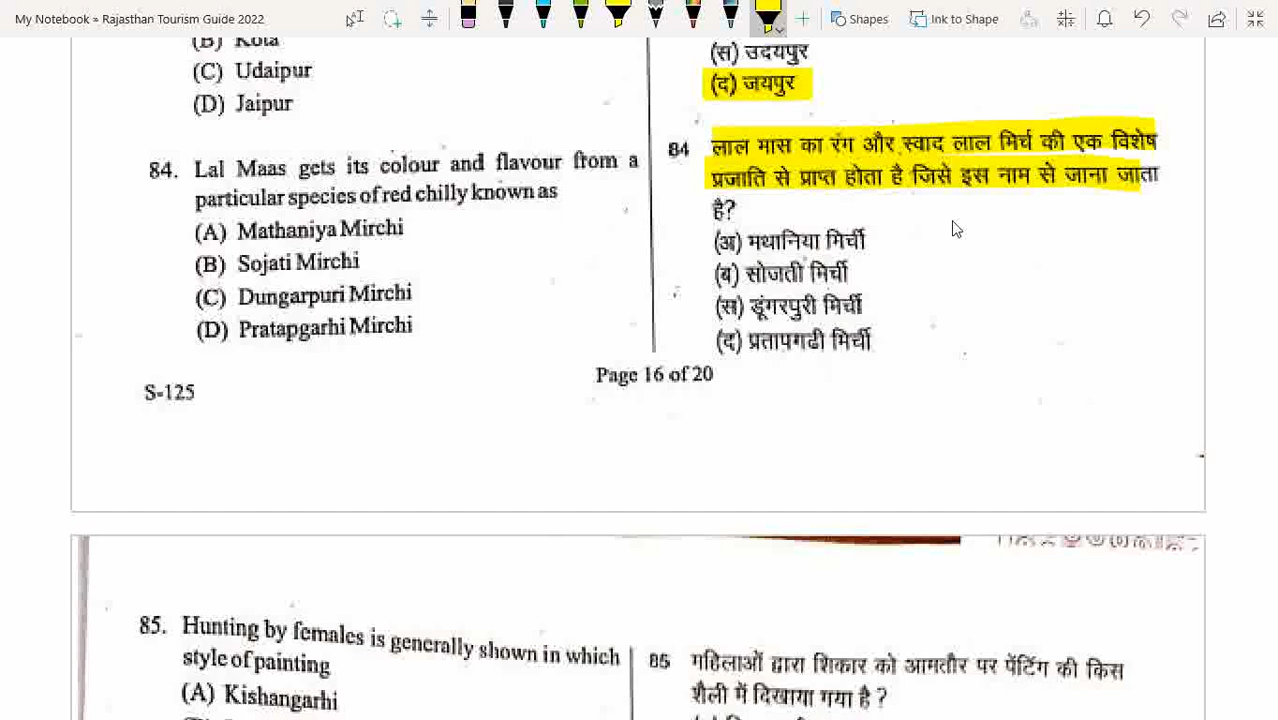 My Notebook » Rajasthan Tourism Guide 2022
Shapes
Ink to Shape
(B) Kota
(C) Udaipur
(D) Jaipur
84. Lal Maas gets its colour and flavour from a
particular species of red chilly known as
(A) Mathaniya Mirchi
(B) Sojati Mirchi
(C) Dungarpuri Mirchi
(D) Pratapgarhi Mirchi
(स) उदयपुर
(द) जयपुर
84 लाल मास का रंग और स्वाद लाल मिर्च की एक विशेष
प्रजाति से प्राप्त होता है जिसे इस नाम से जाना जाता
है?
(अ) मथानिया मिर्ची
(ब) सोजती मिर्ची
(स) डूंगरपुरी मिर्ची
(द) प्रतापगढी मिर्ची
Page 16 of 20
S-125
85. Hunting by females is generally shown in which
style of painting
(A) Kishangarhi
85 महिलाओं द्वारा शिकार को आमतौर पर पेंटिंग की किस
शैली में दिखाया गया है ?